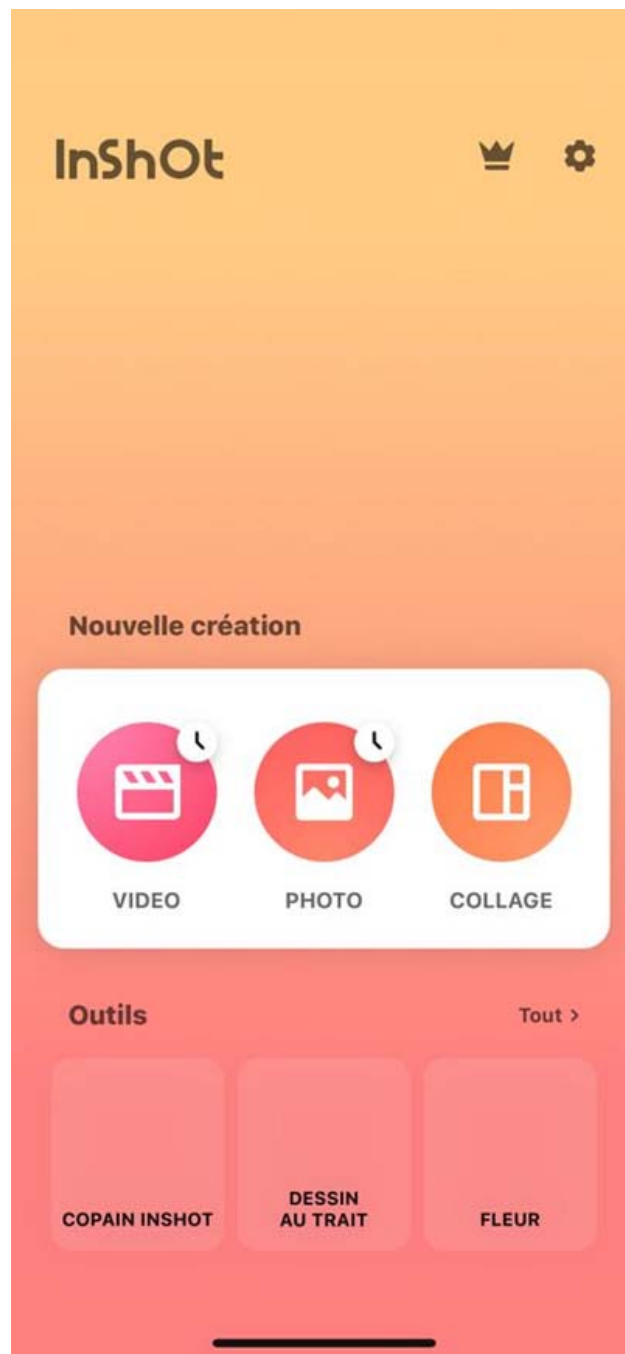 InShOt
Nouvelle création
VIDEO PHOTO COLLAGE
Outils Tout >
COPAIN INSHOT
DESSIN
AU TRAIT
FLEUR